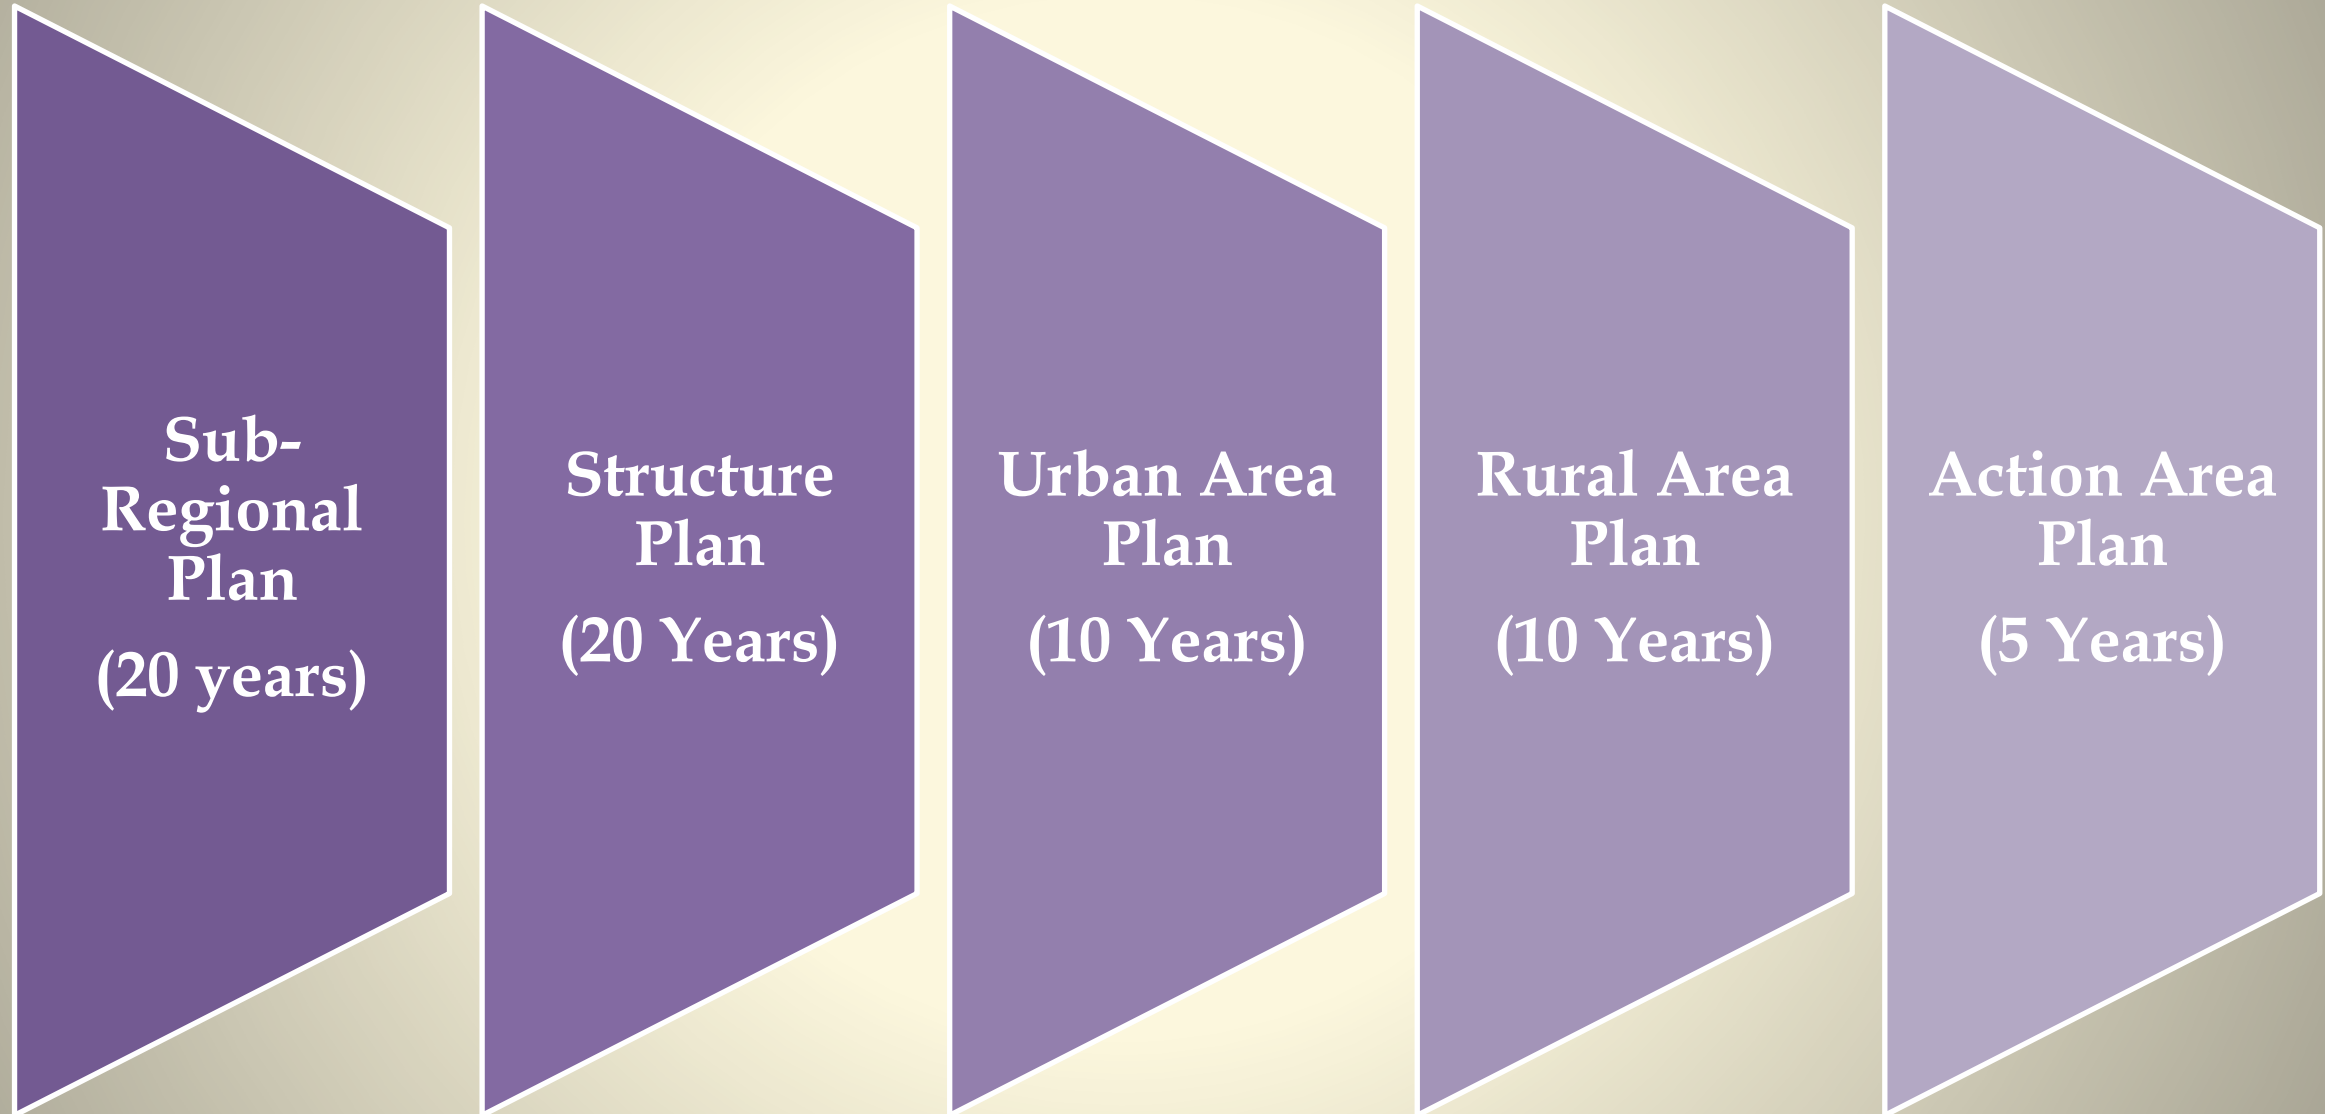 Sub-
Regional
Plan
(20 years)
Structure
Plan
(20 Years)
Urban Area
Plan
(10 Years)
Rural Area
Plan
(10 Years)
Action Area
Plan
(5 Years)